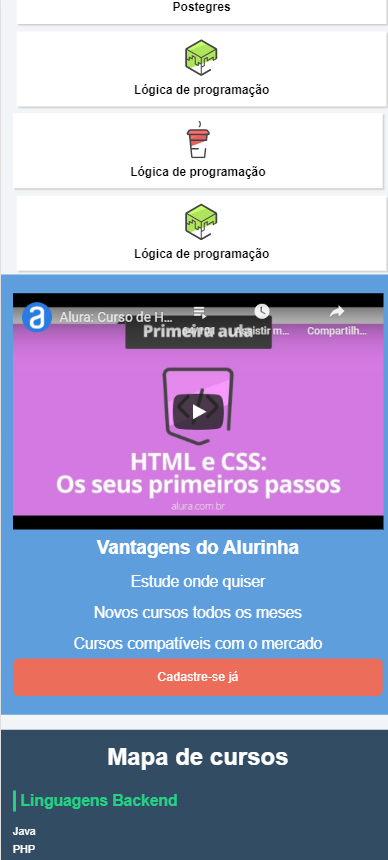 Postegres
Lógica de programação
Lógica de programação
Lógica de programação
Alura: Curso de H...
Assistir m...
Compartilh...
Primeira aula
HTML e CSS:
Os seus primeiros passos
alura.com.br
Vantagens do Alurinha
Estude onde quiser
Novos cursos todos os meses
Cursos compatíveis com o mercado
Cadastre-se já
Mapa de cursos
Linguagens Backend
Java
PHP